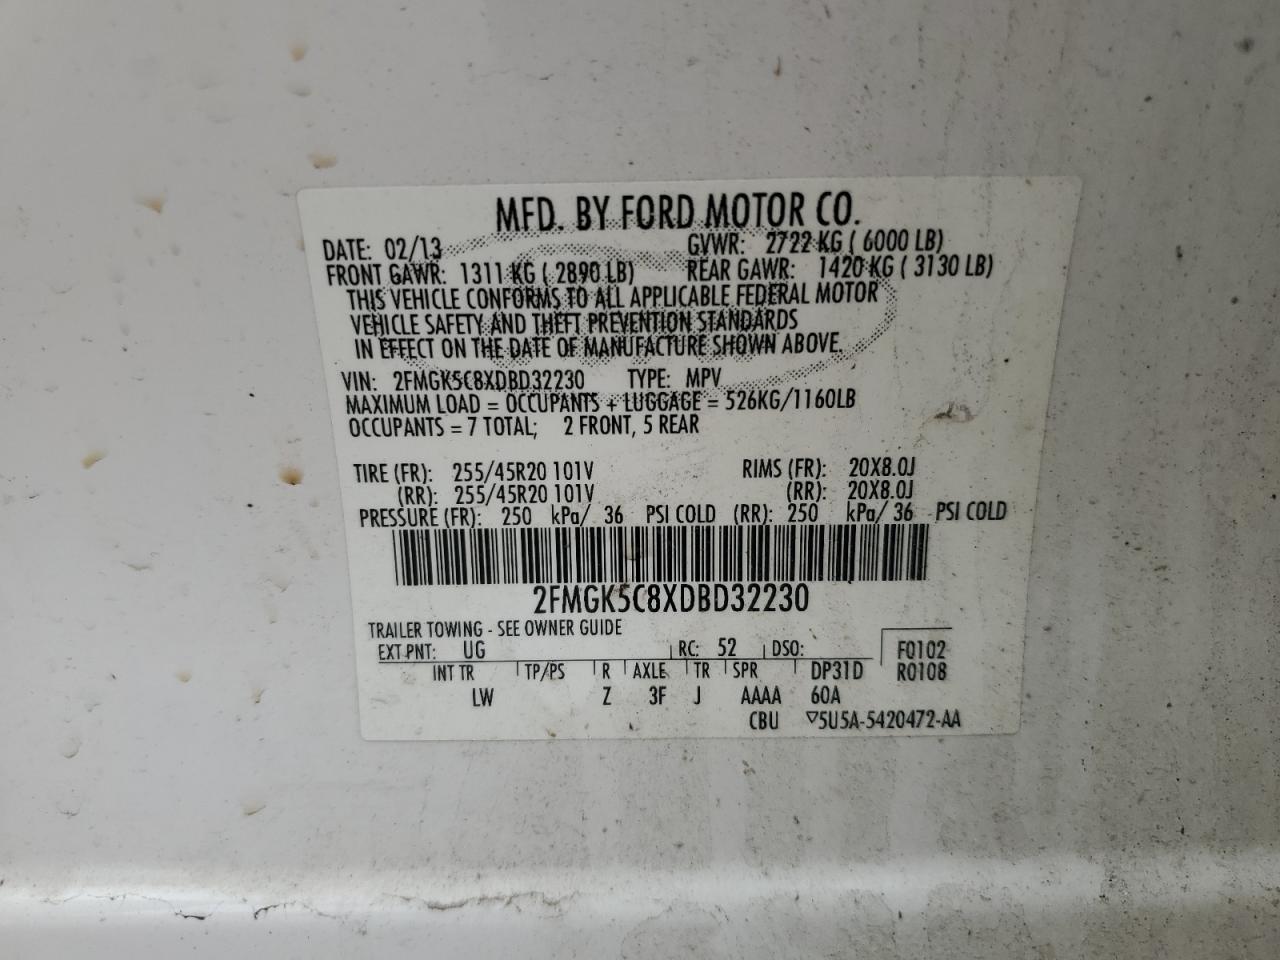 MFD. BY FORD MOTOR CO.
DATE: 02/13 GVWR: 2722 KG ( 6000 LB)
FRONT GAWR: 1311 KG ( 2890 LB) REAR GAWR: 1420 KG ( 3130 LB)
THIS VEHICLE CONFORMS TO ALL APPLICABLE FEDERAL MOTOR
VEHICLE SAFETY AND THEFT PREVENTION STANDARDS
IN EFFECT ON THE DATE OF MANUFACTURE SHOWN ABOVE.
VIN: 2FMGK5C8XDBD32230 TYPE: MPV
MAXIMUM LOAD = OCCUPANTS + LUGGAGE = 526KG/1160LB
OCCUPANTS = 7 TOTAL; 2 FRONT, 5 REAR
TIRE (FR): 255/45R20 101V RIMS (FR): 20X8.0J
(RR): 255/45R20 101V (RR): 20X8.0J
PRESSURE (FR): 250 kPa/ 36 PSI COLD (RR): 250 kPa/ 36 PSI COLD
2FMGK5C8XDBD32230
TRAILER TOWING - SEE OWNER GUIDE
EXT PNT: UG RC: 52 DSO: F0102
INT TR TP/PS R AXLE TR SPR DP31D R0108
LW Z 3F J AAAA 60A
CBU ▽5U5A-5420472-AA